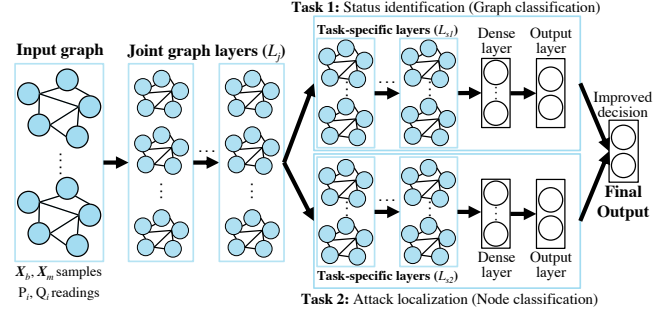 Task 1: Status identification (Graph classification)
Input graph
Joint graph layers (Lj)
Task-specific layers (Ls1)
Dense
layer
Output
layer
...
...
Improved
decision
Final
Output
...
Task-specific layers (Ls2)
Dense
layer
Output
layer
Xb, Xm samples
Pi, Qi readings
Task 2: Attack localization (Node classification)